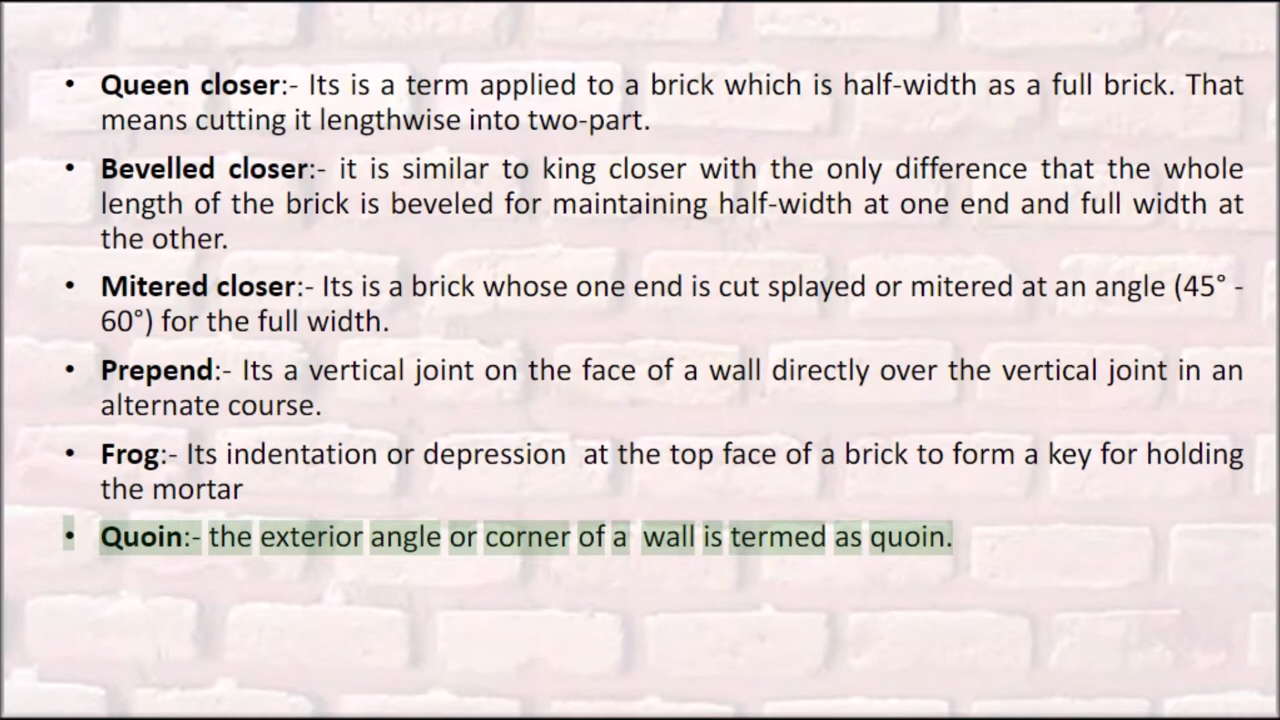 • Queen closer:- Its is a term applied to a brick which is half-width as a full brick. That
means cutting it lengthwise into two-part.
• Bevelled closer:- it is similar to king closer with the only difference that the whole
length of the brick is beveled for maintaining half-width at one end and full width at
the other.
• Mitered closer:- Its is a brick whose one end is cut splayed or mitered at an angle (45° -
60°) for the full width.
• Prepend:- Its a vertical joint on the face of a wall directly over the vertical joint in an
alternate course.
• Frog:- Its indentation or depression  at the top face of a brick to form a key for holding
the mortar
• Quoin:- the exterior angle or corner of a  wall is termed as quoin.